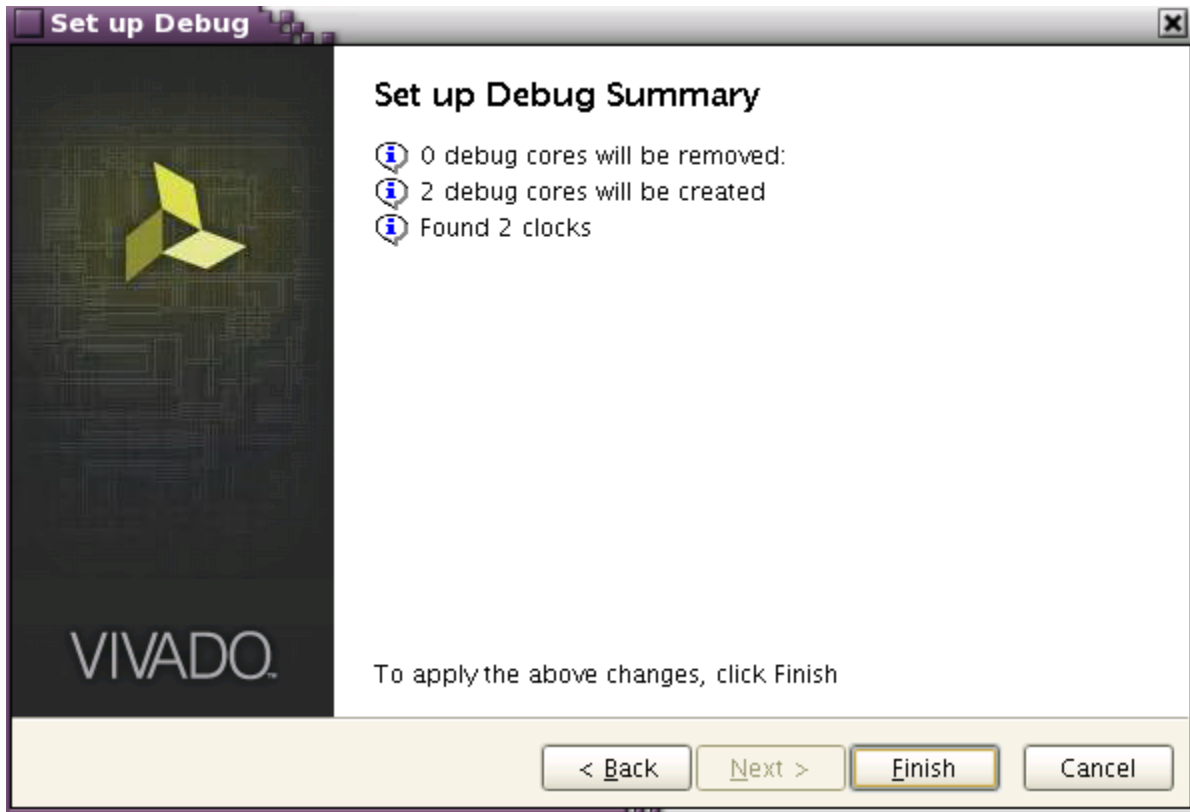 Set up Debug
Set up Debug Summary
0 debug cores will be removed:
2 debug cores will be created
Found 2 clocks
VIVADO™
To apply the above changes, click Finish
< Back
Next >
Finish
Cancel